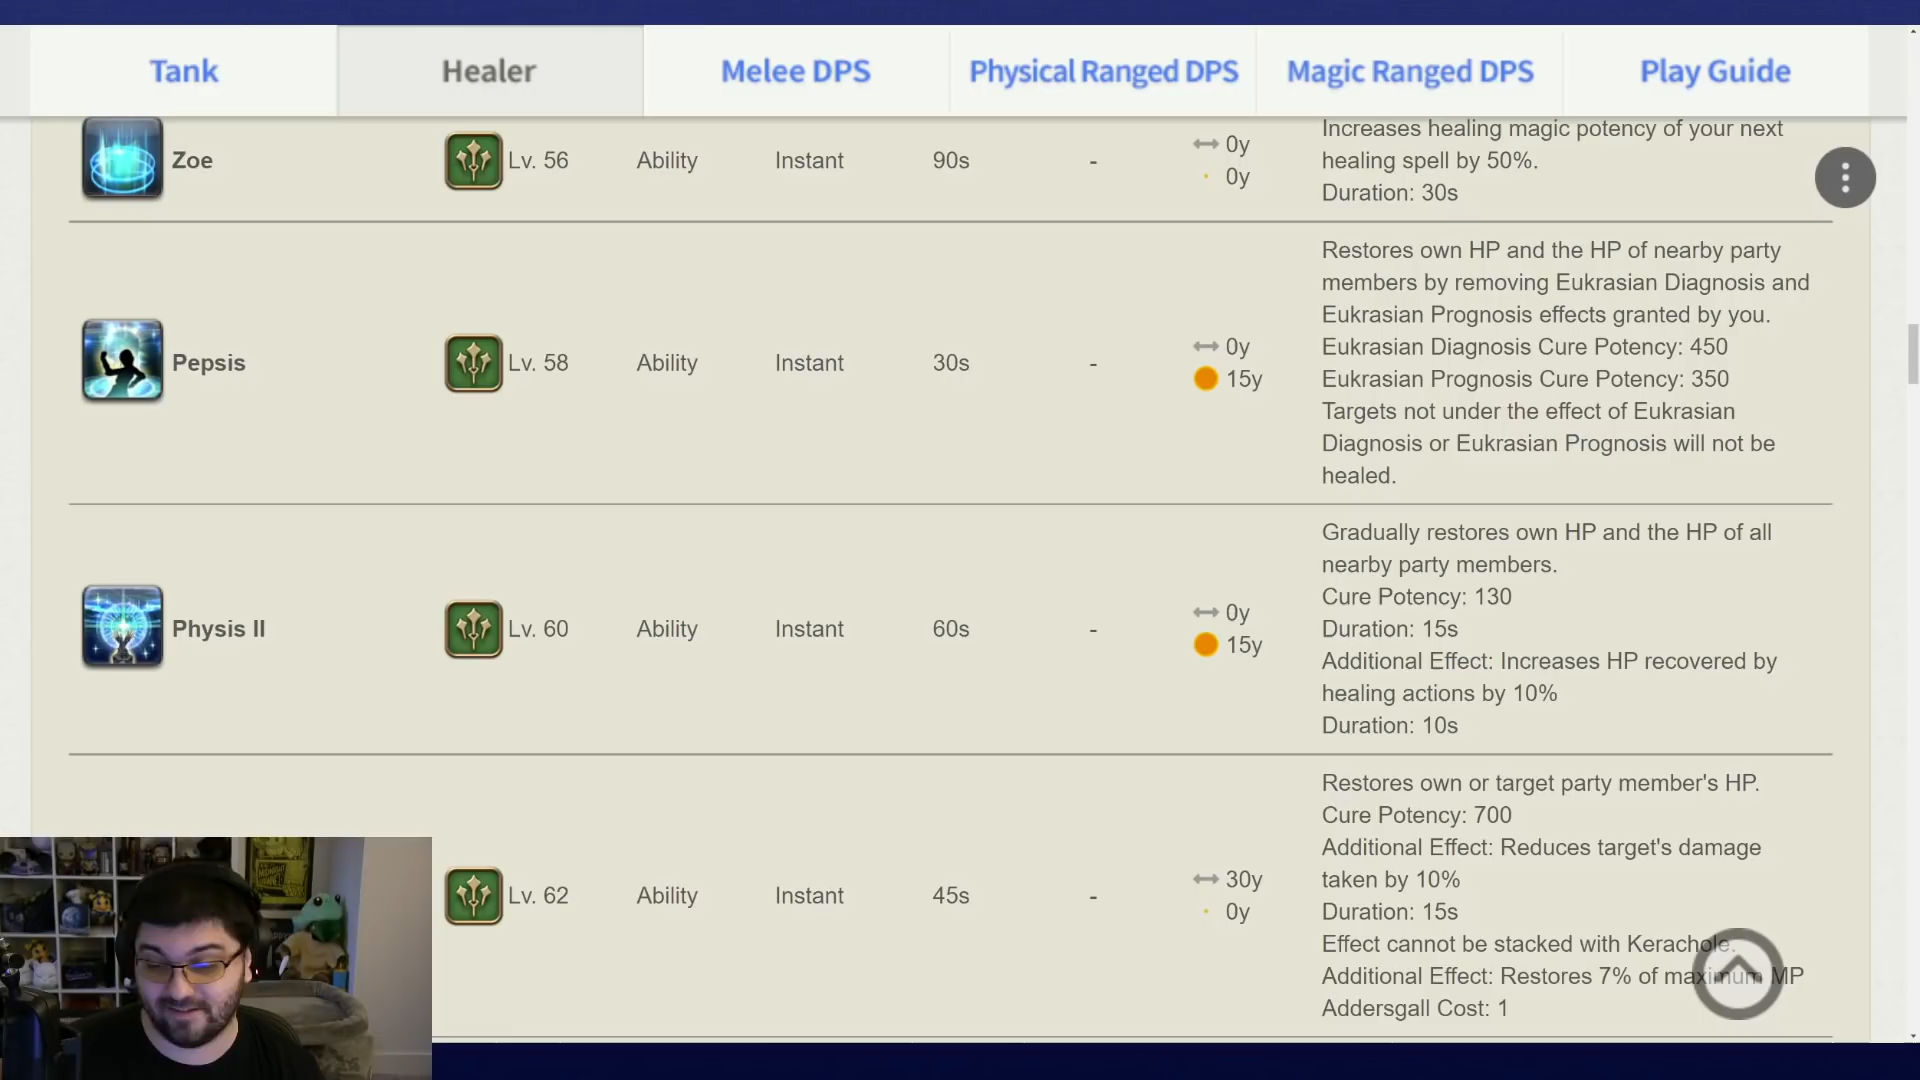 Tank
Healer
Melee DPS
Physical Ranged DPS
Magic Ranged DPS
Play Guide
Zoe
Lv. 56
Ability
Instant
90s
-
0y
0y
Increases healing magic potency of your next
healing spell by 50%.
Duration: 30s
Pepsis
Lv. 58
Ability
Instant
30s
-
0y
15y
Restores own HP and the HP of nearby party
members by removing Eukrasian Diagnosis and
Eukrasian Prognosis effects granted by you.
Eukrasian Diagnosis Cure Potency: 450
Eukrasian Prognosis Cure Potency: 350
Targets not under the effect of Eukrasian
Diagnosis or Eukrasian Prognosis will not be
healed.
Physis II
Lv. 60
Ability
Instant
60s
-
0y
15y
Gradually restores own HP and the HP of all
nearby party members.
Cure Potency: 130
Duration: 15s
Additional Effect: Increases HP recovered by
healing actions by 10%
Duration: 10s
Lv. 62
Ability
Instant
45s
-
30y
0y
Restores own or target party member's HP.
Cure Potency: 700
Additional Effect: Reduces target's damage
taken by 10%
Duration: 15s
Effect cannot be stacked with Kerachole.
Additional Effect: Restores 7% of maximum MP
Addersgall Cost: 1